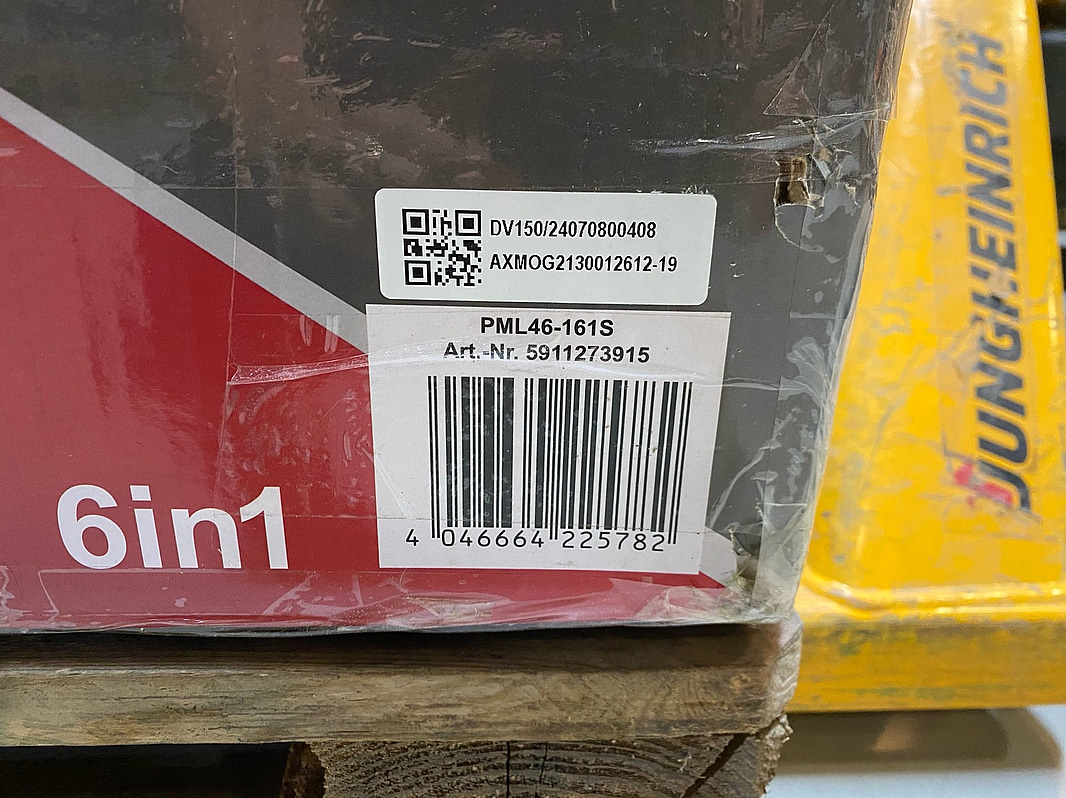 DV150/24070800408
AXMOG2130012612-19
PML46-161S
Art.-Nr. 5911273915
4 046664 225782
6in1
JUNGHEINRICH